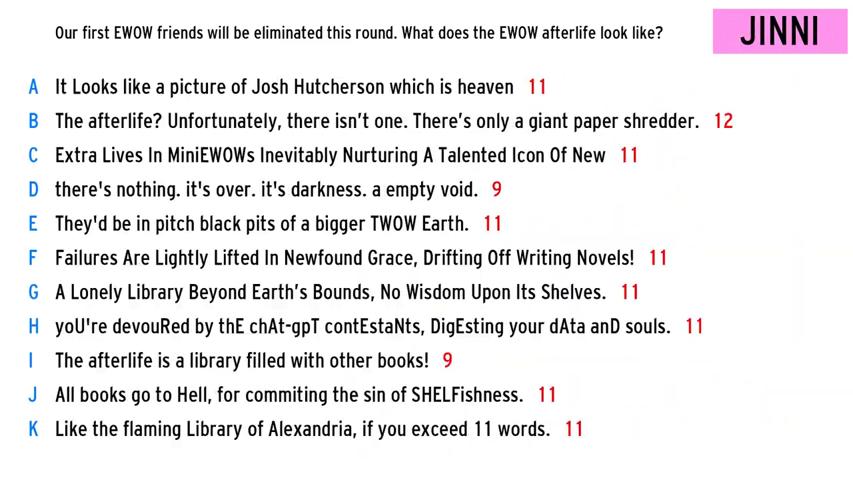 Our first EWOW friends will be eliminated this round. What does the EWOW afterlife look like?
JINNI
A It Looks like a picture of Josh Hutcherson which is heaven 11
B The afterlife? Unfortunately, there isn't one. There's only a giant paper shredder. 12
C Extra Lives In MiniEWOWs Inevitably Nurturing A Talented Icon Of New 11
D there's nothing. it's over. it's darkness. a empty void. 9
E They'd be in pitch black pits of a bigger TWOW Earth. 11
F Failures Are Lightly Lifted In Newfound Grace, Drifting Off Writing Novels! 11
G A Lonely Library Beyond Earth's Bounds, No Wisdom Upon Its Shelves. 11
H yoU're devouRed by thE chAt-gpT contEstaNts, DigEsting your dAta anD souls. 11
I The afterlife is a library filled with other books! 9
J All books go to Hell, for commiting the sin of SHELFishness. 11
K Like the flaming Library of Alexandria, if you exceed 11 words. 11